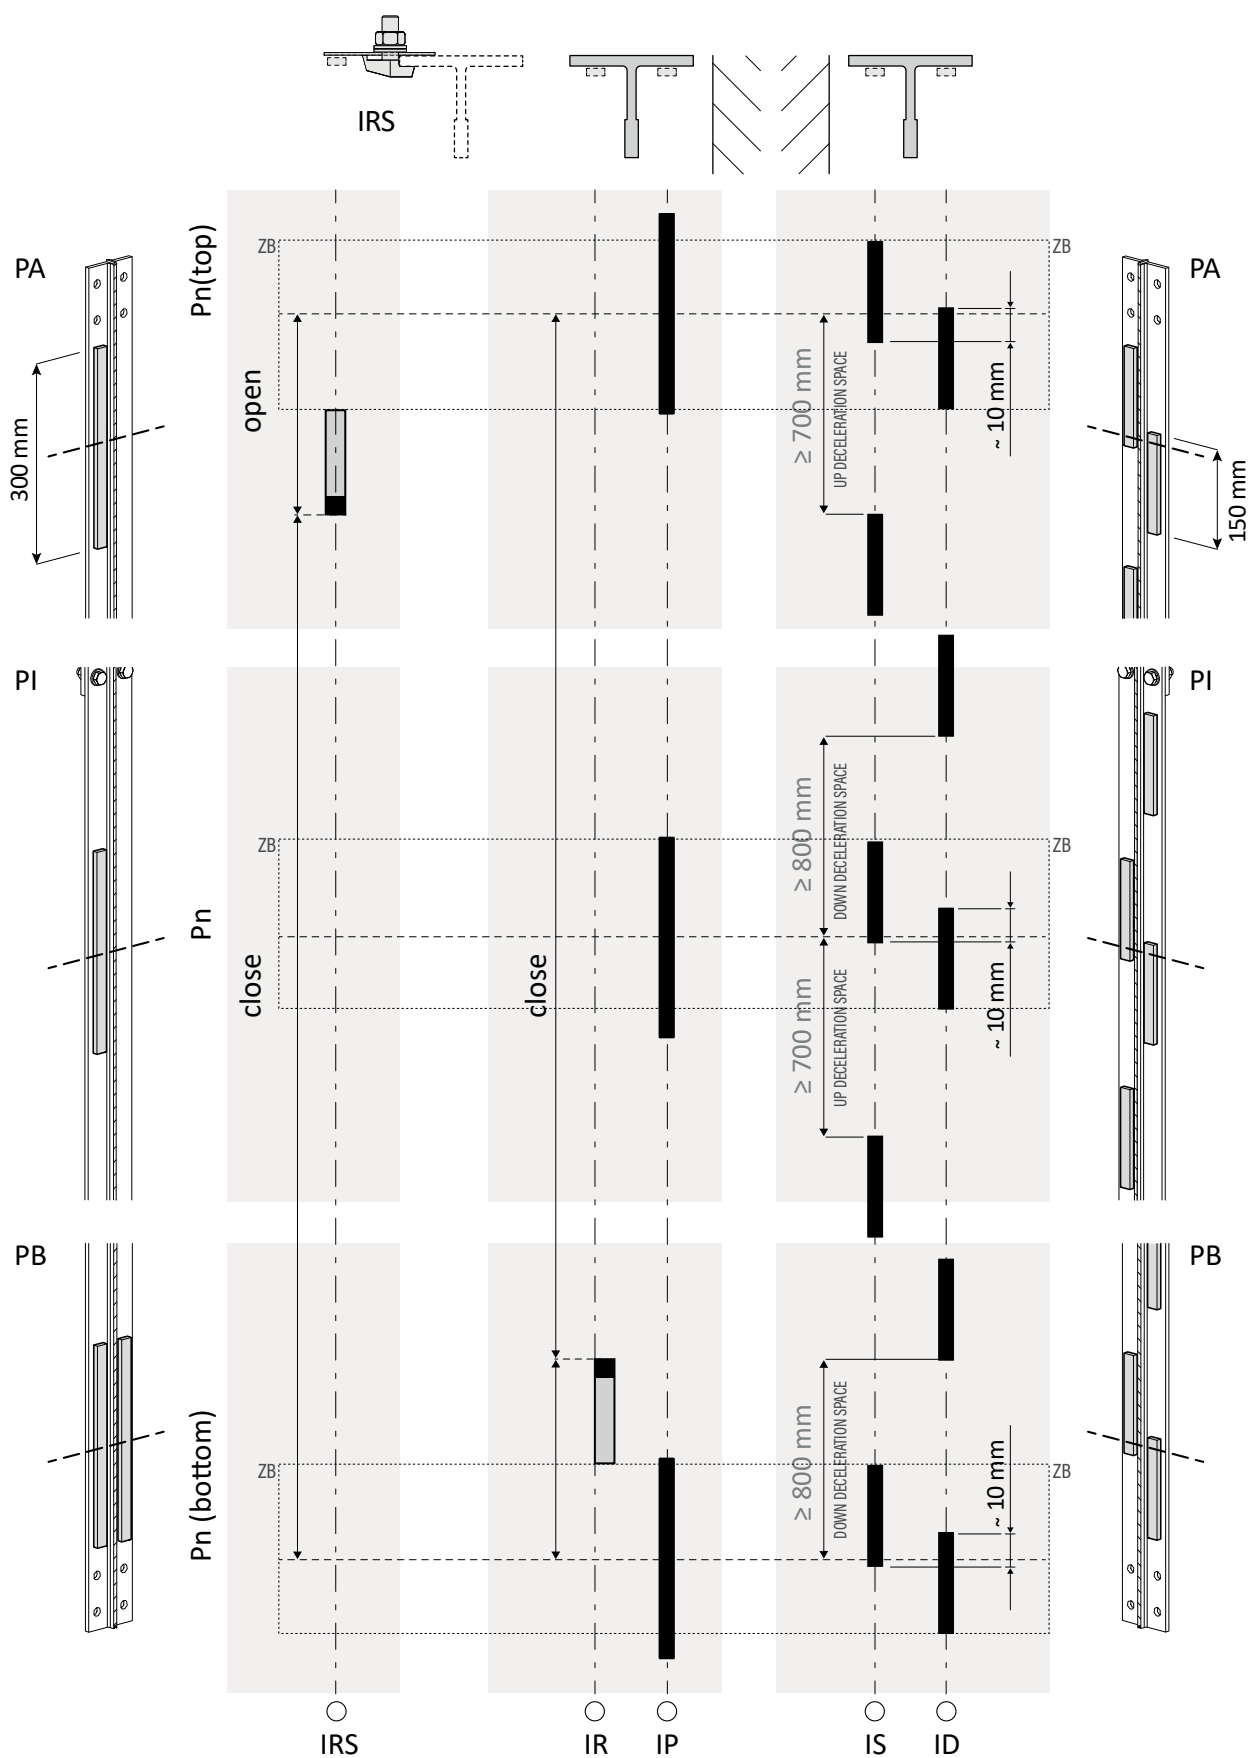 IRS
PA
300 mm
Pn(top)
ZB
ZB
open
≥ 700 mm
UP DECELERATION SPACE
~ 10 mm
PA
150 mm
PI
Pn
ZB
ZB
close
close
≥ 800 mm
DOWN DECELERATION SPACE
≥ 700 mm
UP DECELERATION SPACE
~ 10 mm
PI
PB
Pn (bottom)
ZB
ZB
≥ 800 mm
DOWN DECELERATION SPACE
~ 10 mm
PB
IRS
IR
IP
IS
ID